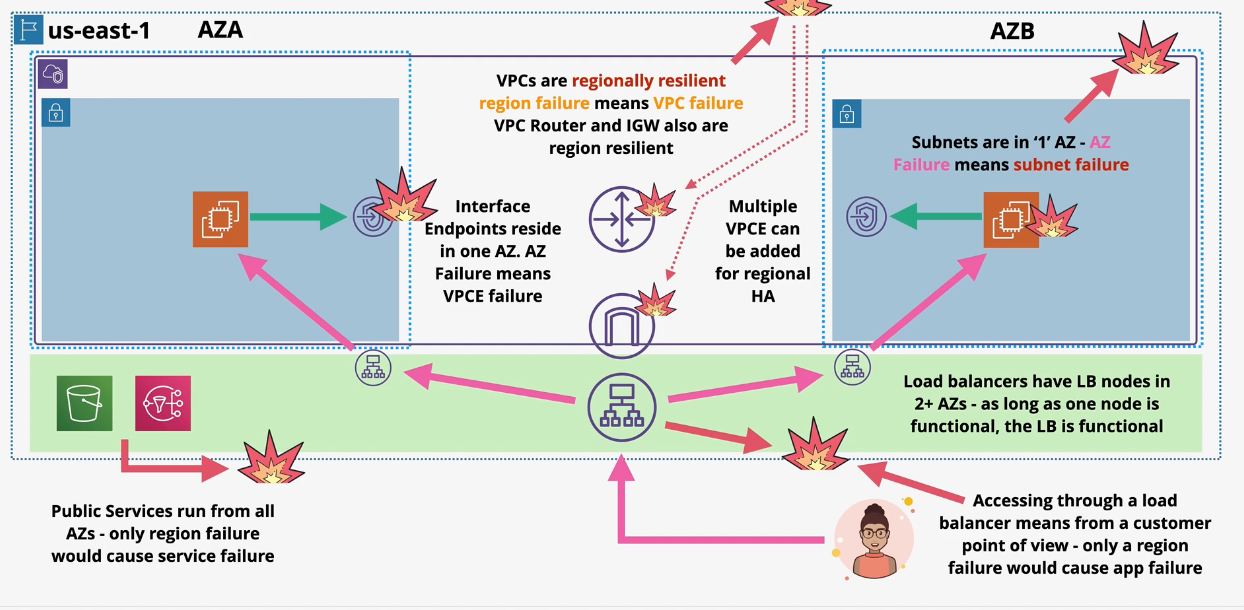 us-east-1
AZA
AZB
VPCs are regionally resilient
region failure means VPC failure
VPC Router and IGW also are
region resilient
Subnets are in ‘1’ AZ - AZ
Failure means subnet failure
Interface
Endpoints reside
in one AZ. AZ
Failure means
VPCE failure
Multiple
VPCE can
be added
for regional
HA
Load balancers have LB nodes in
2+ AZs - as long as one node is
functional, the LB is functional
Public Services run from all
AZs - only region failure
would cause service failure
Accessing through a load
balancer means from a customer
point of view - only a region
failure would cause app failure